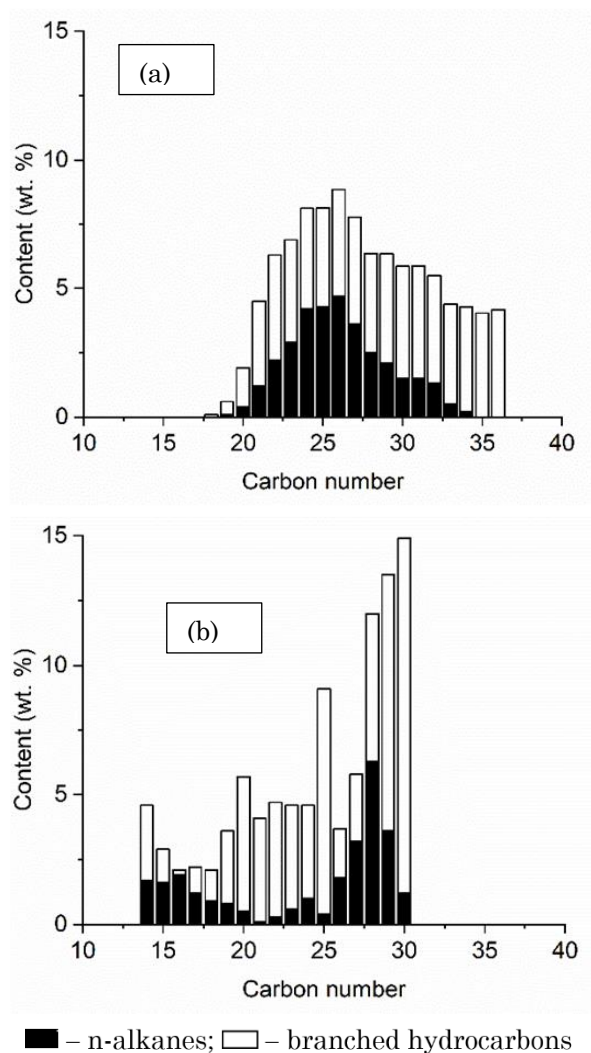 15
(a)
10
Content (wt. %)
5
0
10 15 20 25 30 35 40
Carbon number
15
(b)
10
Content (wt. %)
5
0
10 15 20 25 30 35 40
Carbon number
– n-alkanes; – branched hydrocarbons